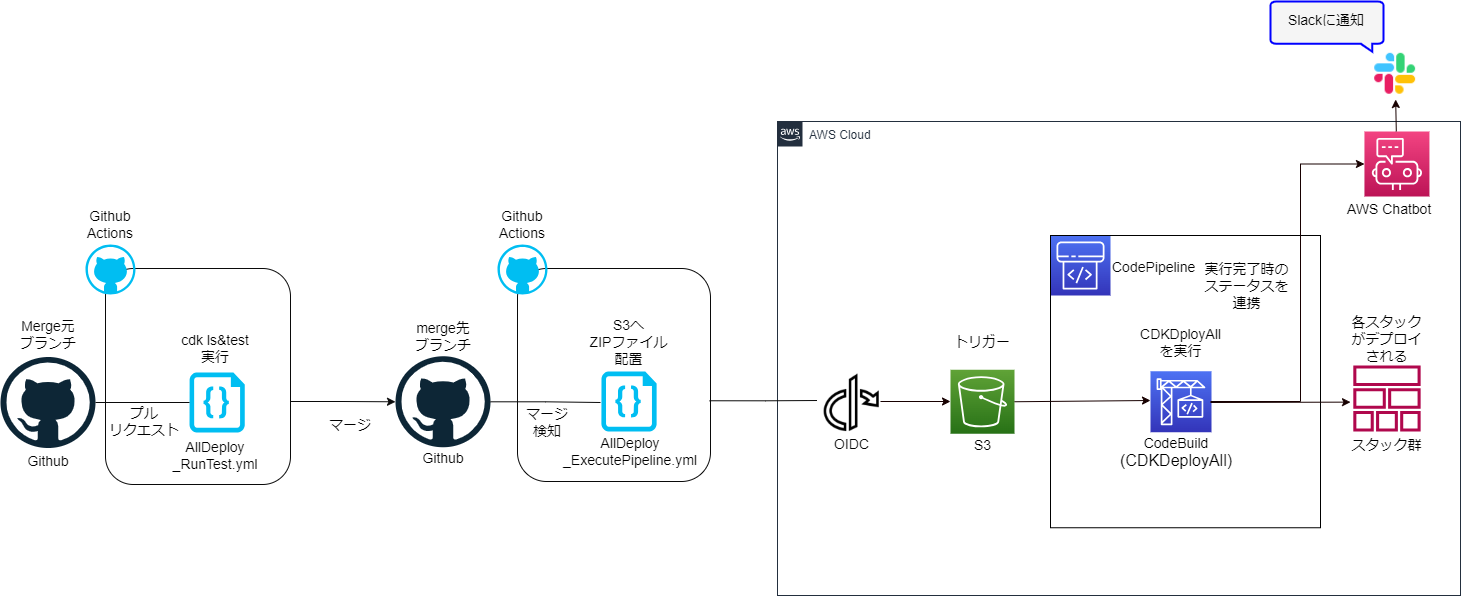 Slackに通知
aws
AWS Cloud
AWS Chatbot
Github
Actions
Merge元
ブランチ
Github
プル
リクエスト
cdk ls&test
実行
AllDeploy
_RunTest.yml
マージ
Github
Actions
merge先
ブランチ
Github
マージ
検知
S3へ
ZIPファイル
配置
AllDeploy
_ExecutePipeline.yml
OIDC
トリガー
S3
CodePipeline
実行完了時の
ステータスを
連携
CDKDployAll
を実行
CodeBuild
(CDKDeployAll)
各スタック
がデプロイ
される
スタック群